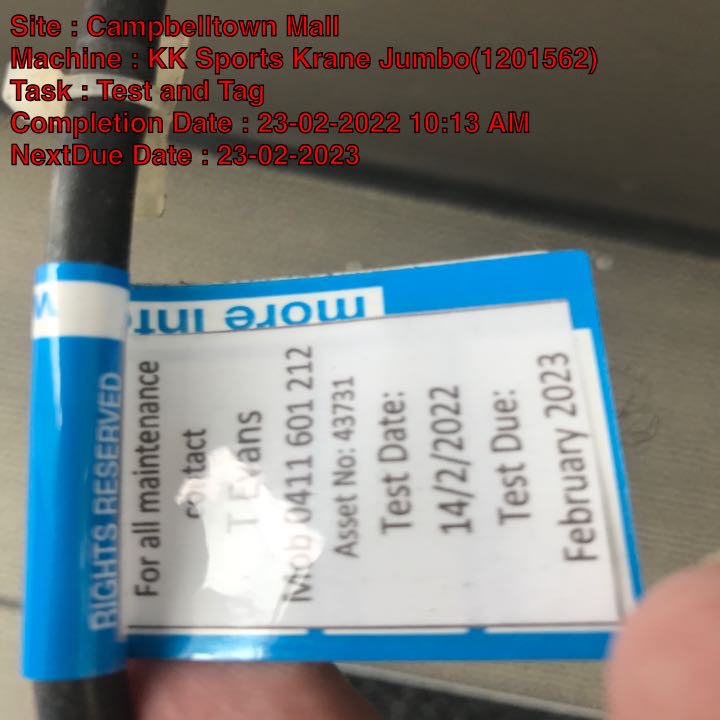 Site : Campbelltown Mall
Machine : KK Sports Krane Jumbo(1201562)
Task : Test and Tag
Completion Date : 23-02-2022 10:13 AM
NextDue Date : 23-02-2023
more
RIGHTS RESERVED
For all maintenance
contact
T Evans
Mob 0411 601 212
Asset No: 43731
Test Date:
14/2/2022
Test Due:
February 2023